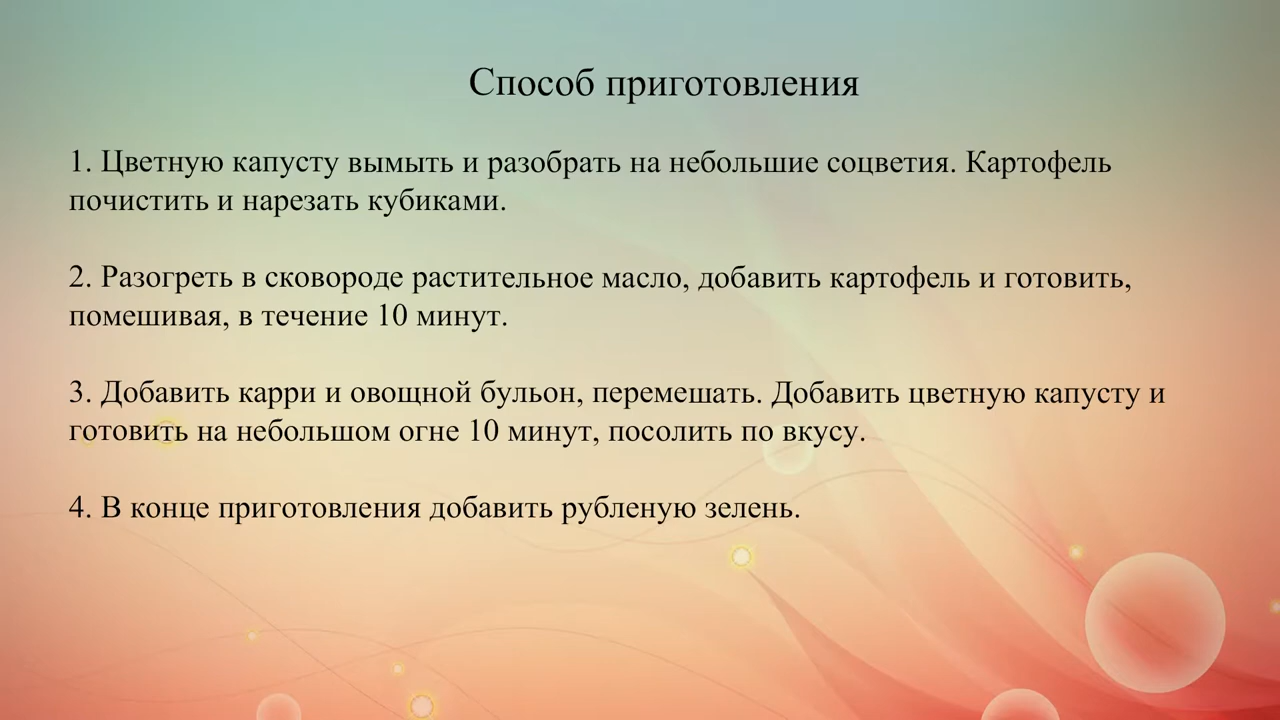 Способ приготовления
1. Цветную капусту вымыть и разобрать на небольшие соцветия. Картофель
почистить и нарезать кубиками.
2. Разогреть в сковороде растительное масло, добавить картофель и готовить,
помешивая, в течение 10 минут.
3. Добавить карри и овощной бульон, перемешать. Добавить цветную капусту и
готовить на небольшом огне 10 минут, посолить по вкусу.
4. В конце приготовления добавить рубленую зелень.